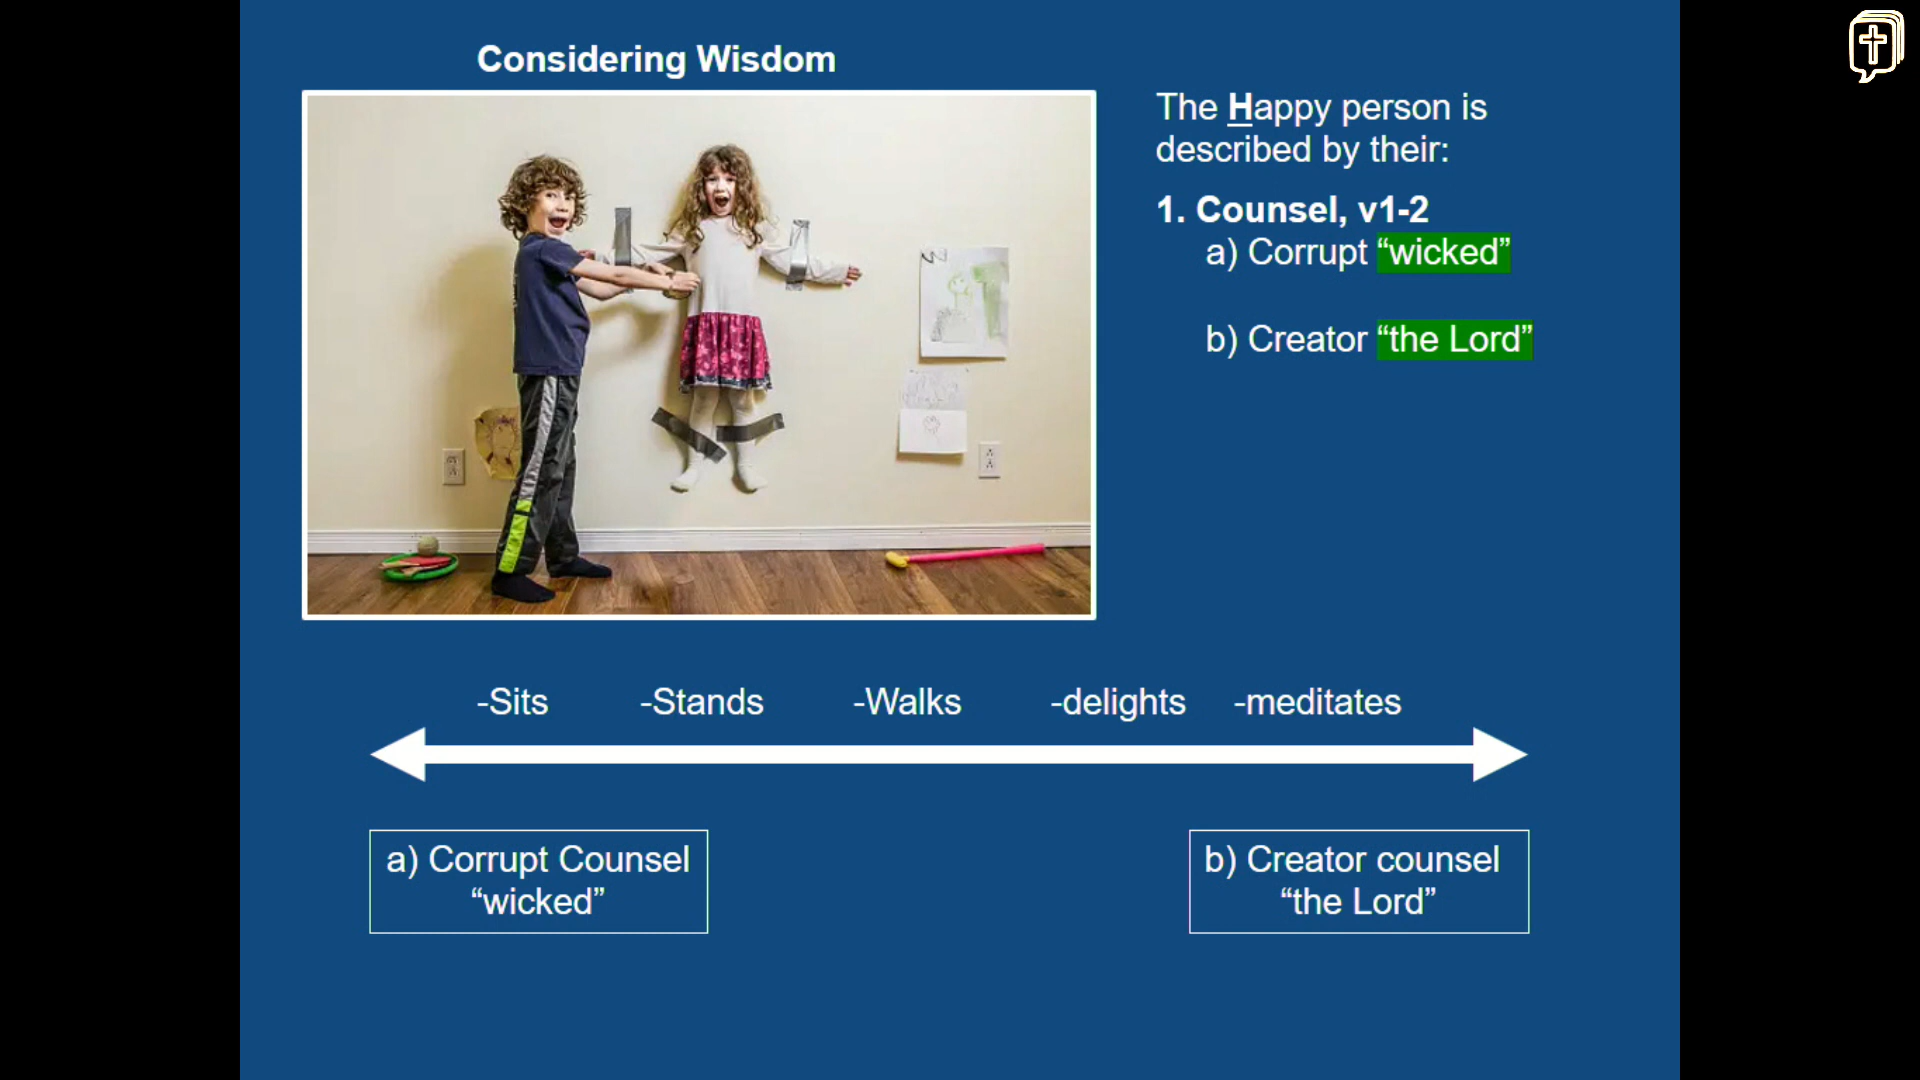 Considering Wisdom
The Happy person is
described by their:
1. Counsel, v1-2
a) Corrupt “wicked”
b) Creator “the Lord”
-Sits -Stands -Walks -delights -meditates
a) Corrupt Counsel
“wicked”
b) Creator counsel
“the Lord”